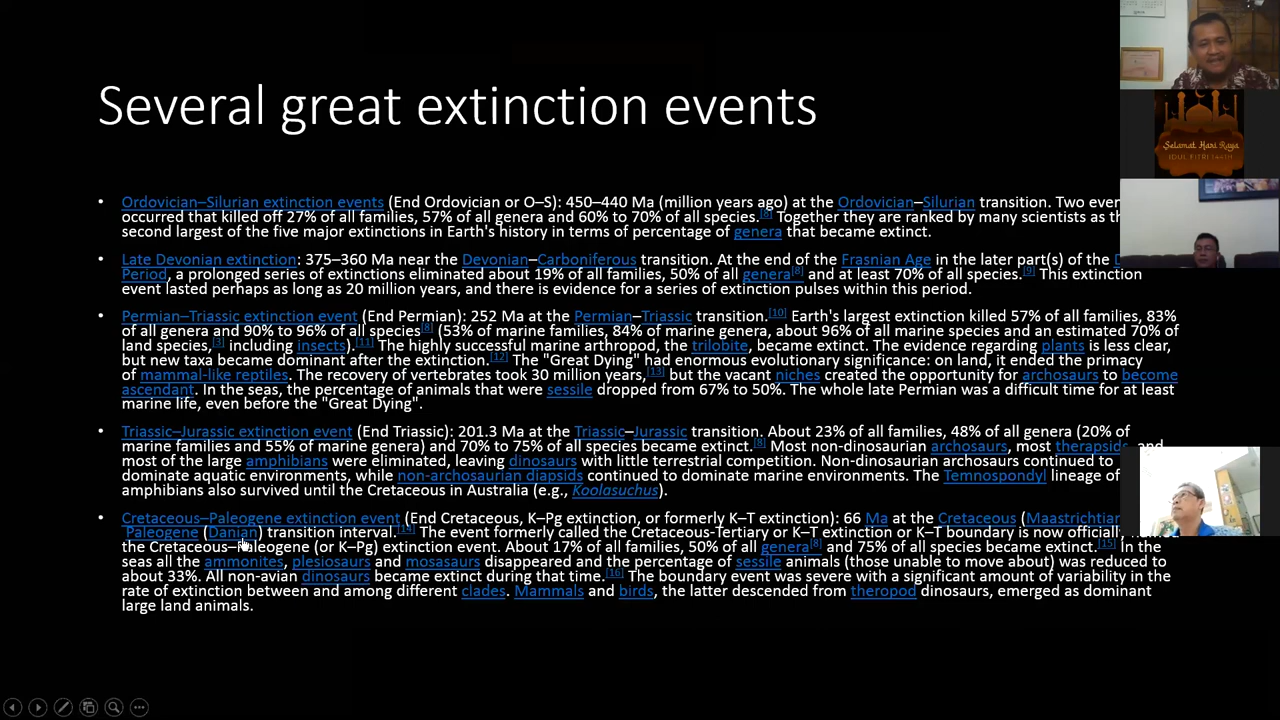 Several great extinction events
• Ordovician–Silurian extinction events (End Ordovician or O–S): 450–440 Ma (million years ago) at the Ordovician–Silurian transition. Two
occurred that killed off 27% of all families, 57% of all genera and 60% to 70% of all species.[8] Together they are ranked by many scientists as
second largest of the five major extinctions in Earth's history in terms of percentage of genera that became extinct.
• Late Devonian extinction: 375–360 Ma near the Devonian–Carboniferous transition. At the end of the Frasnian Age in the later part(s) of the
Period, a prolonged series of extinctions eliminated about 19% of all families, 50% of all genera[8] and at least 70% of all species.[9] This extinction
event lasted perhaps as long as 20 million years, and there is evidence for a series of extinction pulses within this period.
• Permian–Triassic extinction event (End Permian): 252 Ma at the Permian–Triassic transition.[10] Earth's largest extinction killed 57% of all families, 83%
of all genera and 90% to 96% of all species[8] (53% of marine families, 84% of marine genera, about 96% of all marine species and an estimated 70% of
land species,[3] including insects).[11] The highly successful marine arthropod, the trilobite, became extinct. The evidence regarding plants is less clear,
but new taxa became dominant after the extinction.[12] The "Great Dying" had enormous evolutionary significance: on land, it ended the primacy
of mammal-like reptiles. The recovery of vertebrates took 30 million years,[13] but the vacant niches created the opportunity for archosaurs to become
ascendant. In the seas, the percentage of animals that were sessile dropped from 67% to 50%. The whole late Permian was a difficult time for at least
marine life, even before the "Great Dying".
• Triassic–Jurassic extinction event (End Triassic): 201.3 Ma at the Triassic–Jurassic transition. About 23% of all families, 48% of all genera (20% of
marine families and 55% of marine genera) and 70% to 75% of all species became extinct.[8] Most non-dinosaurian archosaurs, most therapsids, and
most of the large amphibians were eliminated, leaving dinosaurs with little terrestrial competition. Non-dinosaurian archosaurs continued to
dominate aquatic environments, while non-archosaurian diapsids continued to dominate marine environments. The Temnospondyl lineage of
amphibians also survived until the Cretaceous in Australia (e.g., Koolasuchus).
• Cretaceous–Paleogene extinction event (End Cretaceous, K–Pg extinction, or formerly K–T extinction): 66 Ma at the Cretaceous (Maastrichtian
Paleogene (Danian) transition interval.[14] The event formerly called the Cretaceous-Tertiary or K–T extinction or K–T boundary is now officially
the Cretaceous–Paleogene (or K–Pg) extinction event. About 17% of all families, 50% of all genera[8] and 75% of all species became extinct.[15] In the
seas all the ammonites, plesiosaurs and mosasaurs disappeared and the percentage of sessile animals (those unable to move about) was reduced to
about 33%. All non-avian dinosaurs became extinct during that time.[16] The boundary event was severe with a significant amount of variability in the
rate of extinction between and among different clades. Mammals and birds, the latter descended from theropod dinosaurs, emerged as dominant
large land animals.
Selamat Hari Raya
IDUL FITRI